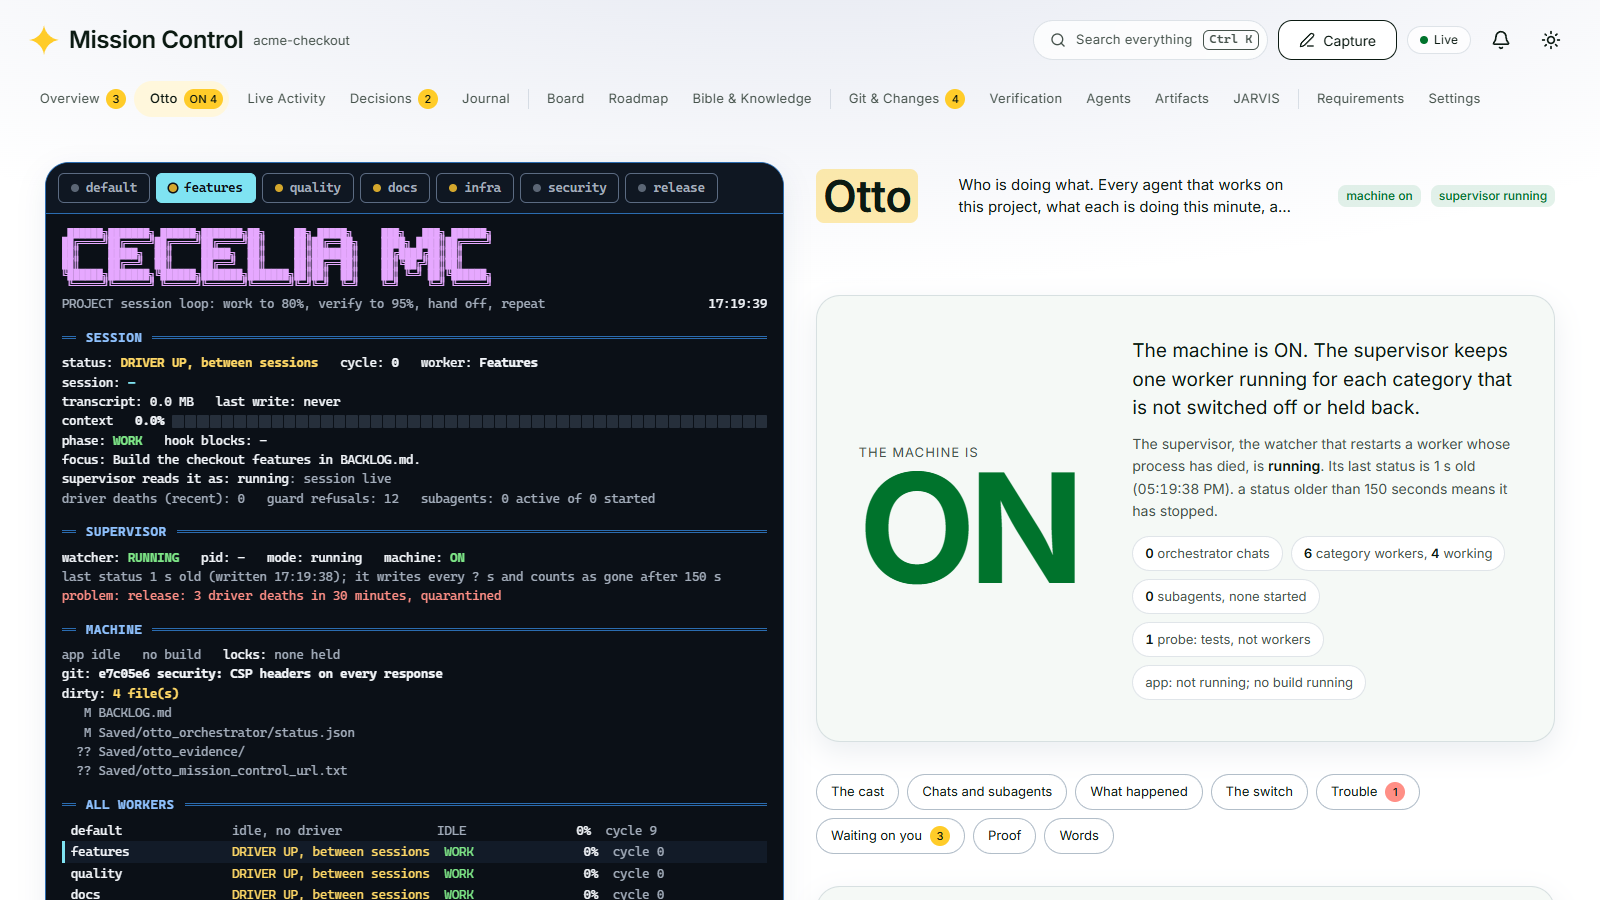 Mission Control acme-checkout
Search everything Ctrl K
Capture
Live
Overview 3
Otto ON 4
Live Activity
Decisions 2
Journal
Board
Roadmap
Bible & Knowledge
Git & Changes 4
Verification
Agents
Artifacts
JARVIS
Requirements
Settings
default
features
quality
docs
infra
security
release
PROJECT session loop: work to 80%, verify to 95%, hand off, repeat 17:19:39
SESSION
status: DRIVER UP, between sessions cycle: 0 worker: Features
session: –
transcript: 0.0 MB last write: never
context 0.0%
phase: WORK hook blocks: –
focus: Build the checkout features in BACKLOG.md.
supervisor reads it as: running: session live
driver deaths (recent): 0 guard refusals: 12 subagents: 0 active of 0 started
SUPERVISOR
watcher: RUNNING pid: – mode: running machine: ON
last status 1 s old (written 17:19:38); it writes every ? s and counts as gone after 150 s
problem: release: 3 driver deaths in 30 minutes, quarantined
MACHINE
app idle no build locks: none held
git: e7c05e6 security: CSP headers on every response
dirty: 4 file(s)
M BACKLOG.md
M Saved/otto_orchestrator/status.json
?? Saved/otto_evidence/
?? Saved/otto_mission_control_url.txt
ALL WORKERS
default idle, no driver IDLE 0% cycle 9
features DRIVER UP, between sessions WORK 0% cycle 0
quality DRIVER UP, between sessions WORK 0% cycle 0
docs DRIVER UP, between sessions WORK 0% cycle 0
Otto
Who is doing what. Every agent that works on
this project, what each is doing this minute, a...
machine on
supervisor running
THE MACHINE IS
ON
The machine is ON. The supervisor keeps
one worker running for each category that
is not switched off or held back.
The supervisor, the watcher that restarts a worker whose
process has died, is running. Its last status is 1 s old
(05:19:38 PM). a status older than 150 seconds means it
has stopped.
0 orchestrator chats
6 category workers, 4 working
0 subagents, none started
1 probe: tests, not workers
app: not running; no build running
The cast
Chats and subagents
What happened
The switch
Trouble 1
Waiting on you 3
Proof
Words